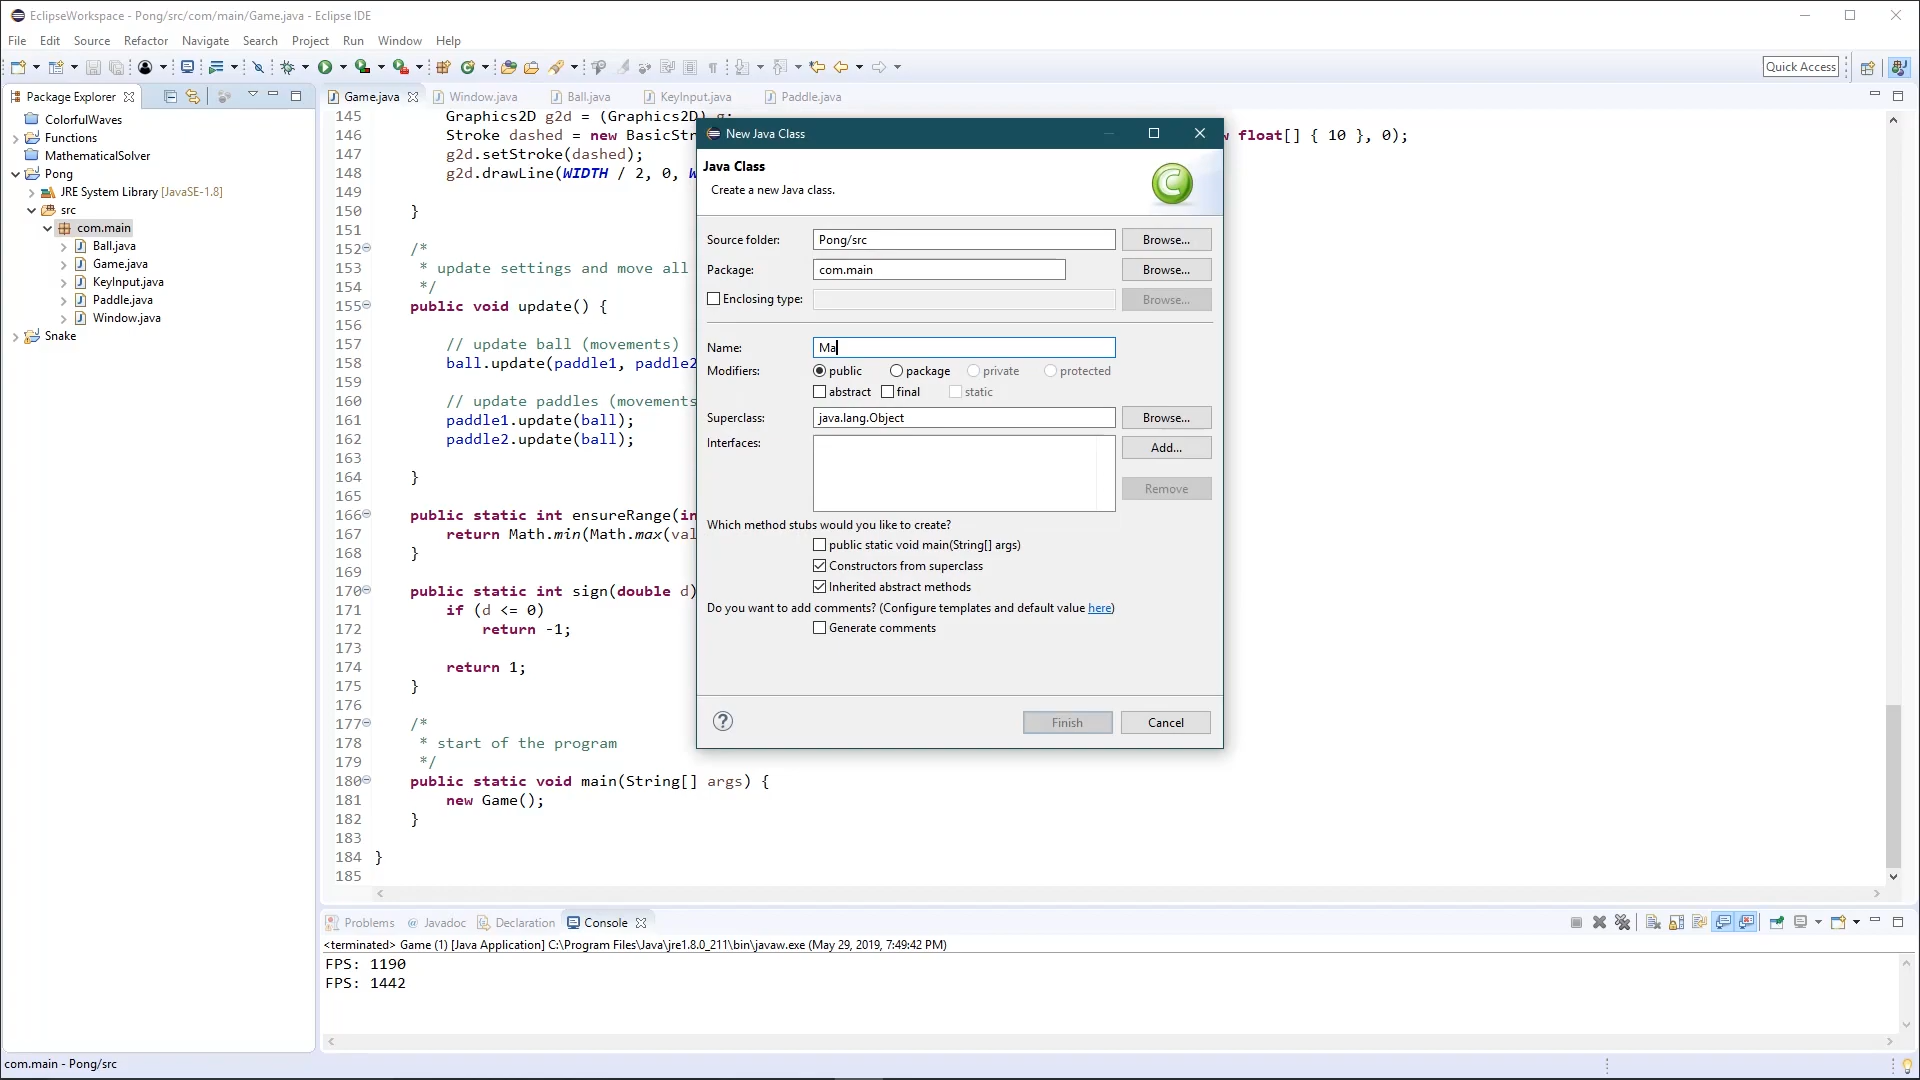 EclipseWorkspace - Pong/src/com/main/Game.java - Eclipse IDE
File Edit Source Refactor Navigate Search Project Run Window Help
Quick Access
Package Explorer
ColorfulWaves
Functions
MathematicalSolver
Pong
JRE System Library [JavaSE-1.8]
src
com.main
Ball.java
Game.java
KeyInput.java
Paddle.java
Window.java
Snake
Game.java Window.java Ball.java KeyInput.java Paddle.java
145 Graphics2D g2d = (Graphics2D) g;
146 Stroke dashed = new BasicStr float[] { 10 }, 0);
147 g2d.setStroke(dashed);
148 g2d.drawLine(WIDTH / 2, 0, W
149
150 }
151
152 /*
153 * update settings and move all
154 */
155 public void update() {
156
157 // update ball (movements)
158 ball.update(paddle1, paddle2
159
160 // update paddles (movements
161 paddle1.update(ball);
162 paddle2.update(ball);
163
164 }
165
166 public static int ensureRange(in
167 return Math.min(Math.max(val
168 }
169
170 public static int sign(double d)
171 if (d <= 0)
172 return -1;
173
174 return 1;
175 }
176
177 /*
178 * start of the program
179 */
180 public static void main(String[] args) {
181 new Game();
182 }
183
184 }
185
New Java Class
Java Class
Create a new Java class.
Source folder: Pong/src Browse...
Package: com.main Browse...
Enclosing type: Browse...
Name: Ma
Modifiers: public package private protected
abstract final static
Superclass: java.lang.Object Browse...
Interfaces: Add...
Remove
Which method stubs would you like to create?
public static void main(String[] args)
Constructors from superclass
Inherited abstract methods
Do you want to add comments? (Configure templates and default value here)
Generate comments
Finish Cancel
Problems Javadoc Declaration Console
<terminated> Game (1) [Java Application] C:\Program Files\Java\jre1.8.0_211\bin\javaw.exe (May 29, 2019, 7:49:42 PM)
FPS: 1190
FPS: 1442
com.main - Pong/src